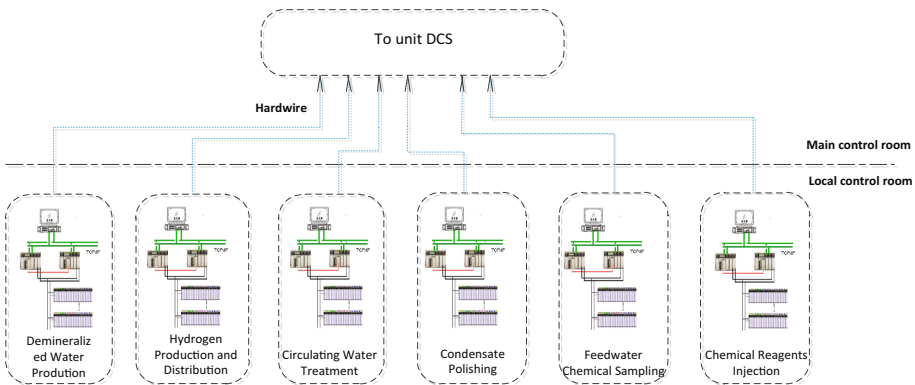 To unit DCS
Hardwire
Main control room
Local control room
TCP/IP
TCP/IP
TCP/IP
TCP/IP
TCP/IP
TCP/IP
Demineraliz
ed Water
Prodution
Hydrogen
Production and
Distribution
Circulating Water
Treatment
Condensate
Polishing
Feedwater
Chemical Sampling
Chemical Reagents
Injection